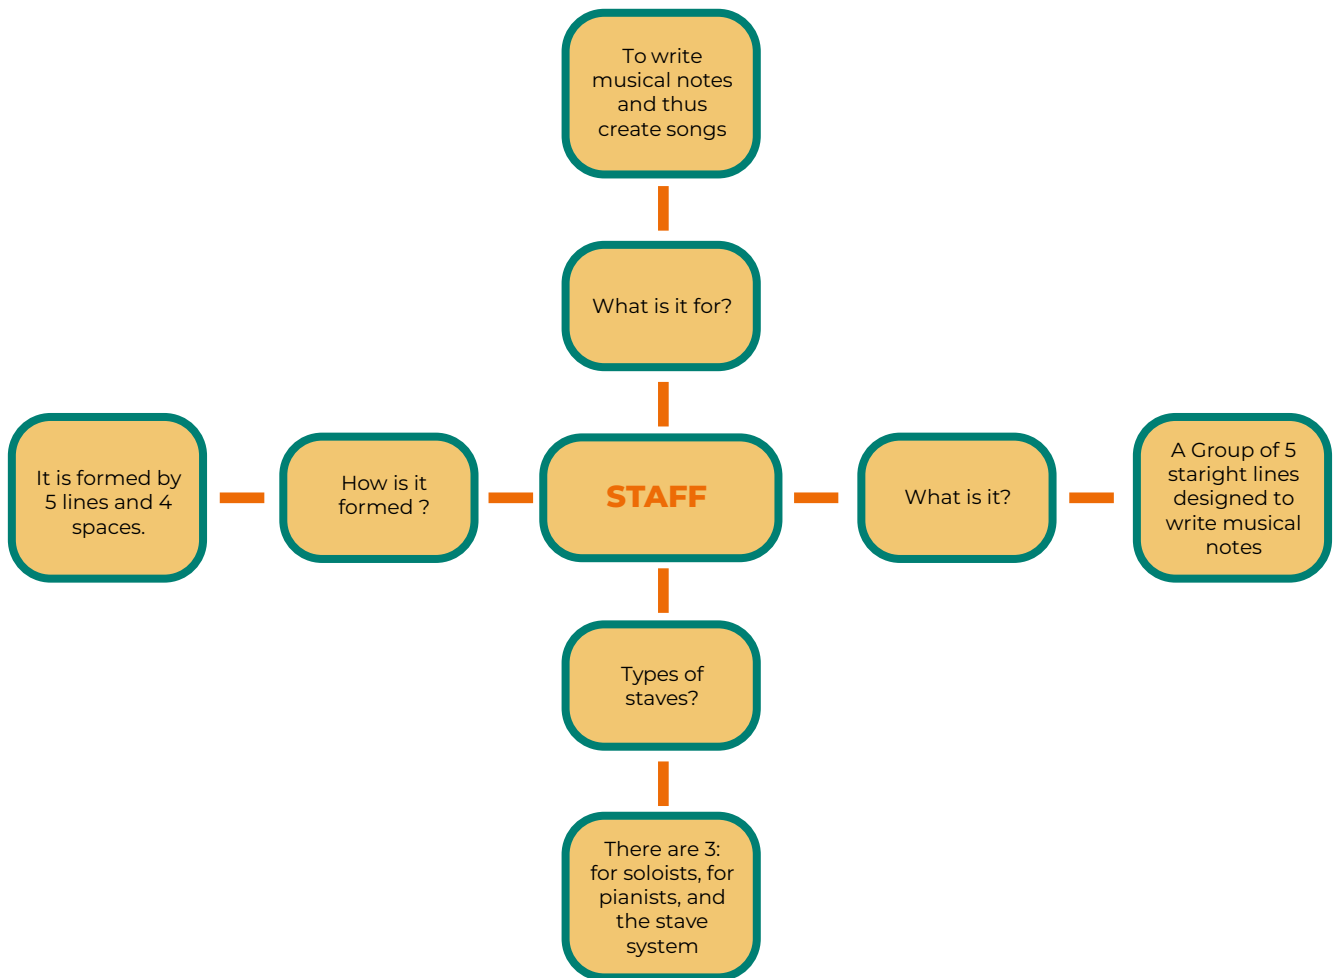 To write
musical notes
and thus
create songs
What is it for?
It is formed by
5 lines and 4
spaces.
How is it
formed ?
STAFF
What is it?
A Group of 5
staright lines
designed to
write musical
notes
Types of
staves?
There are 3:
for soloists, for
pianists, and
the stave
system